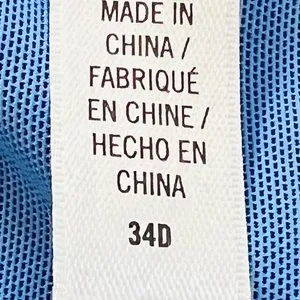 MADE IN
CHINA /
FABRIQUÉ
EN CHINE /
HECHO EN
CHINA
34D